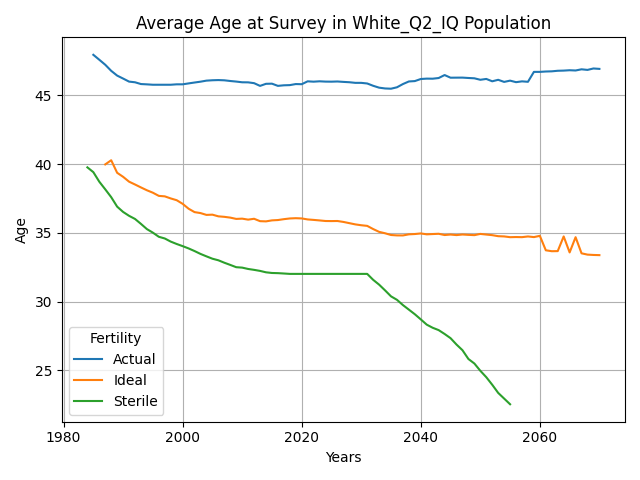 Average Age at Survey in White_Q2_IQ Population
Age
45
40
35
30
25
Fertility
Actual
Ideal
Sterile
1980
2000
2020
2040
2060
Years